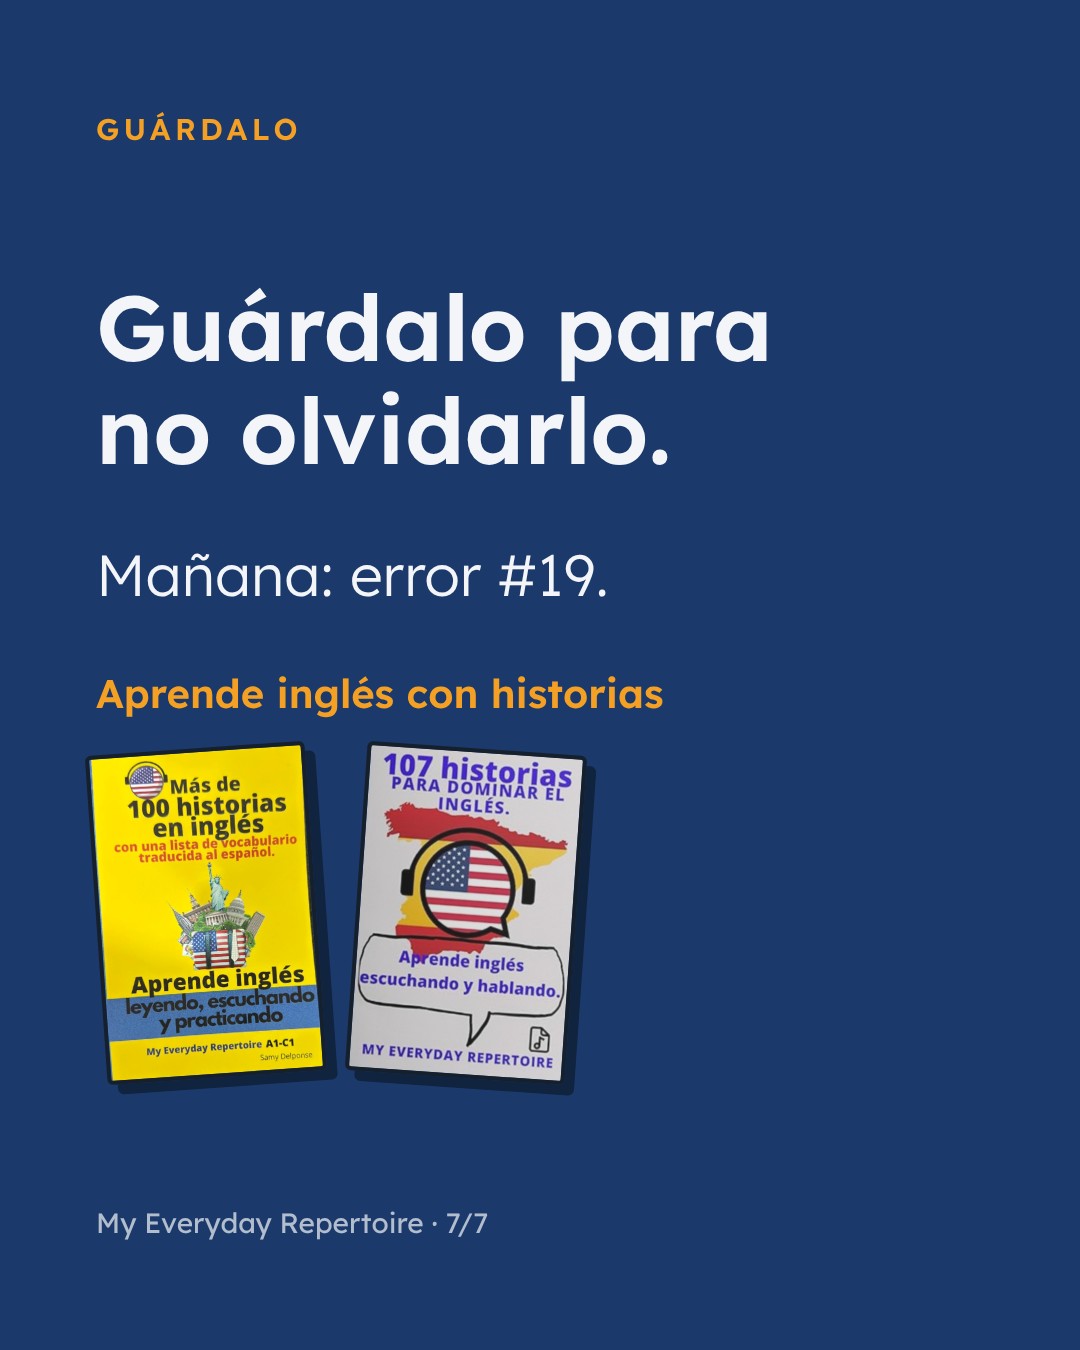 GUÁRDALO
Guárdalo para
no olvidarlo.
Mañana: error #19.
Aprende inglés con historias
Más de
100 historias
en inglés
con una lista de vocabulario
traducida al español.
Aprende inglés
leyendo, escuchando
y practicando
My Everyday Repertoire A1-C1
Samy Delponse
107 historias
PARA DOMINAR EL
INGLÉS.
Aprende inglés
escuchando y hablando.
MY EVERYDAY REPERTOIRE
My Everyday Repertoire · 7/7